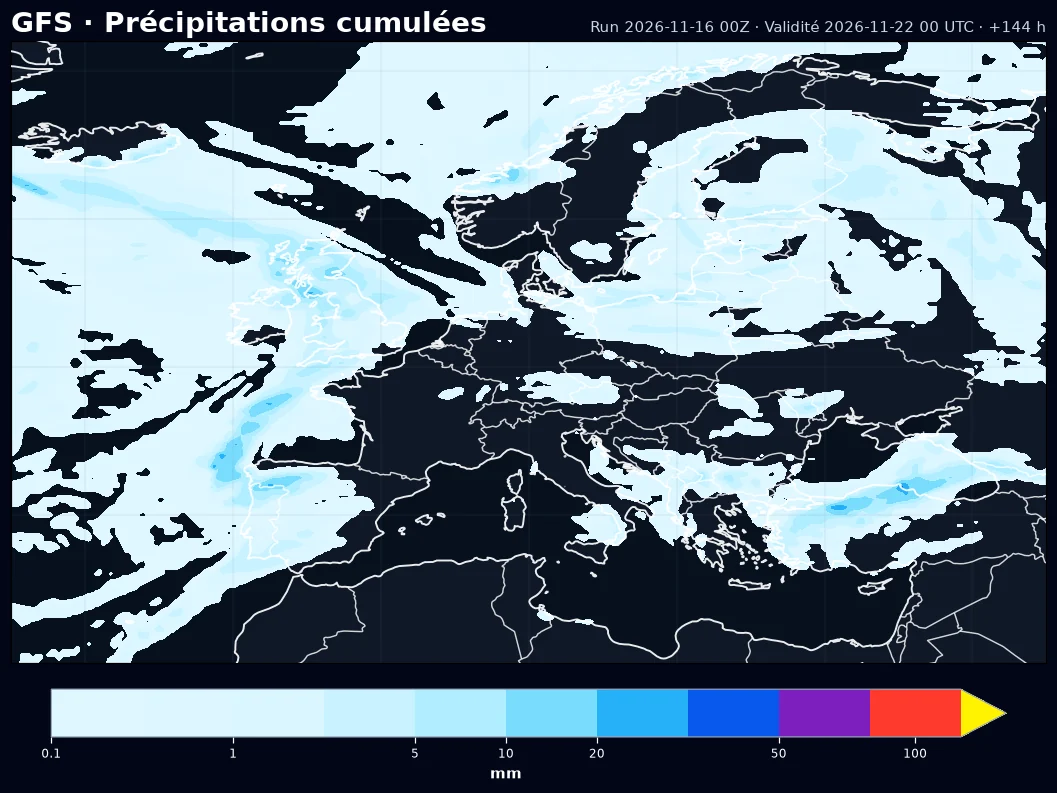 GFS · Précipitations cumulées
Run 2026-11-16 00Z · Validité 2026-11-22 00 UTC · +144 h
0.1 1 5 10 20 50 100
mm